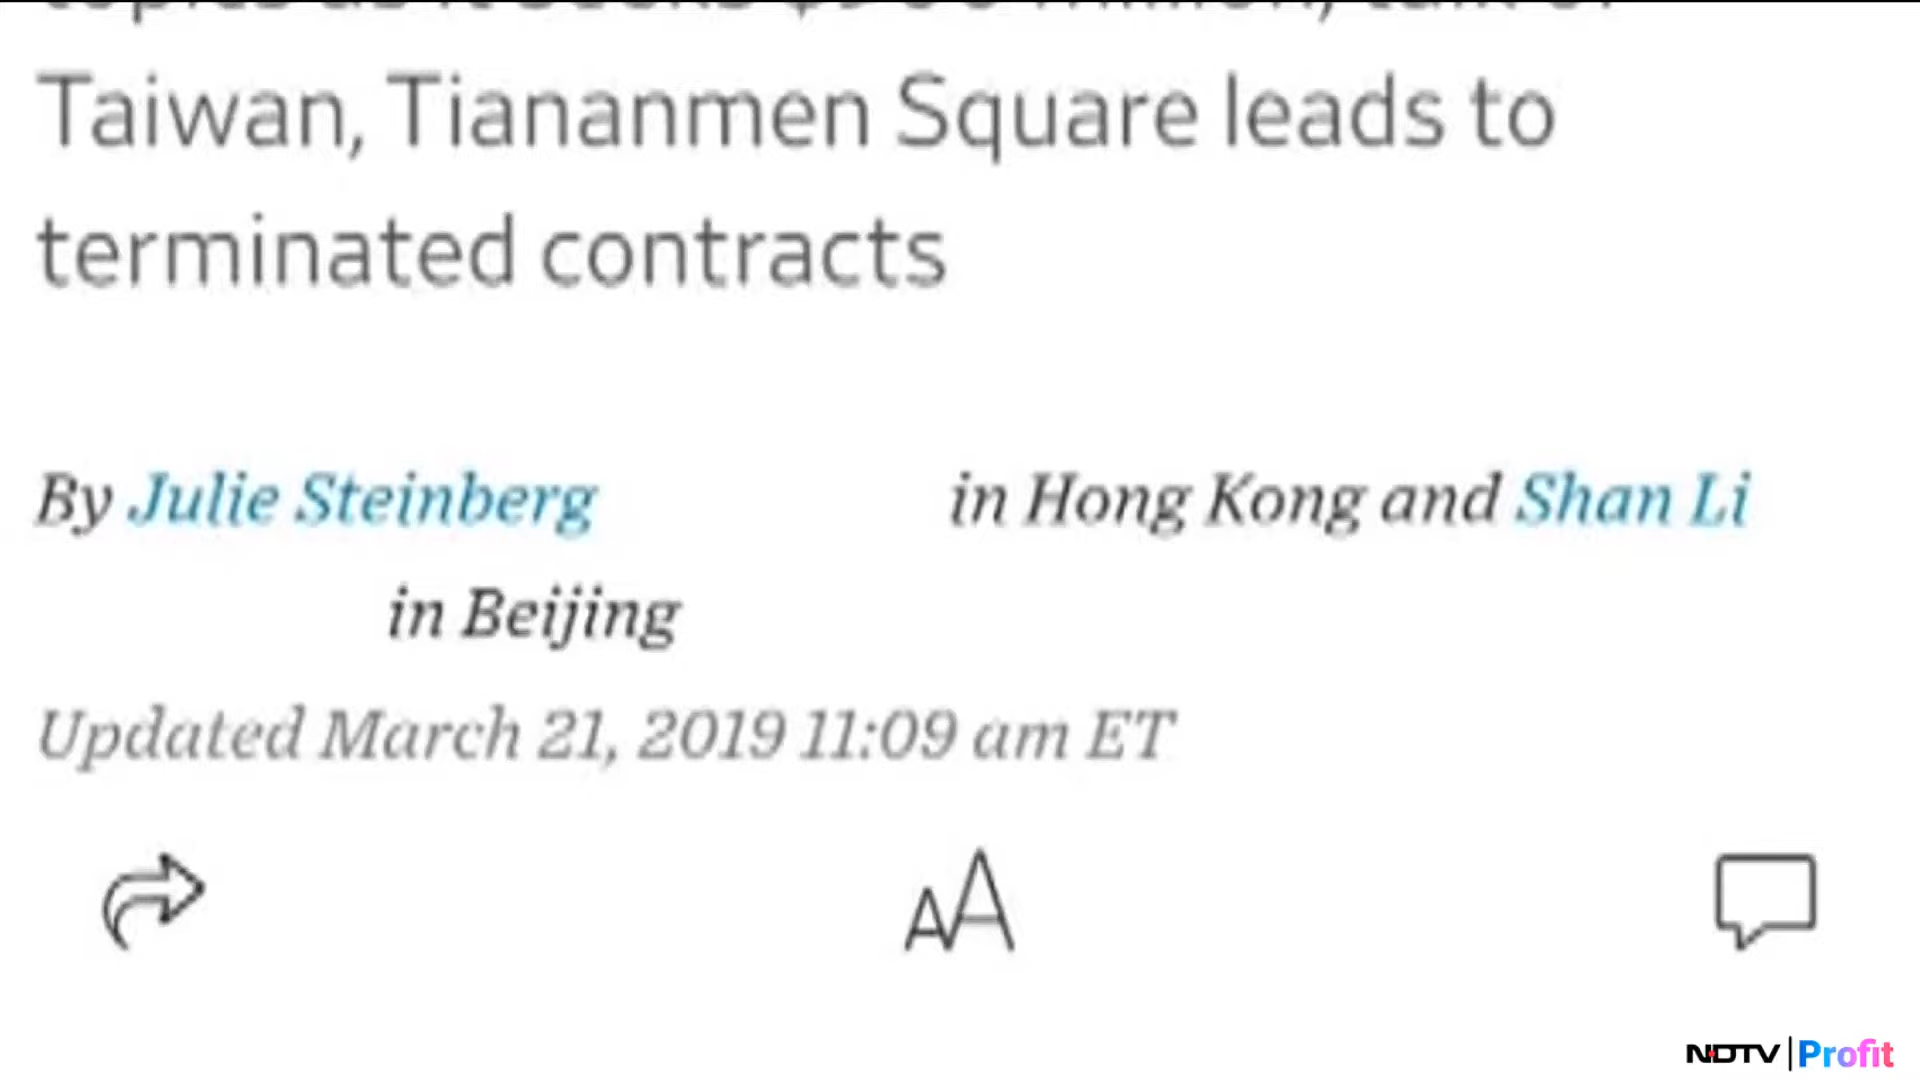 Taiwan, Tiananmen Square leads to
terminated contracts
By Julie Steinberg in Hong Kong and Shan Li
in Beijing
Updated March 21, 2019 11:09 am ET
AA
NDTV | Profit